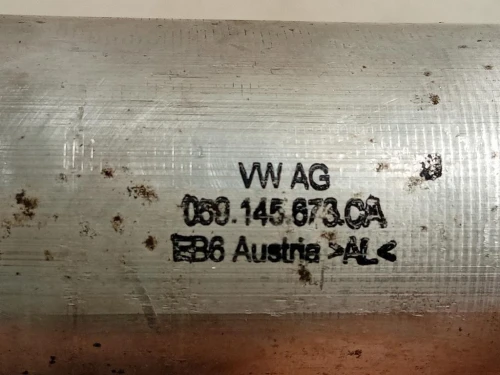 VW AG
060.145.673.CA
EB6 Austria >AL<